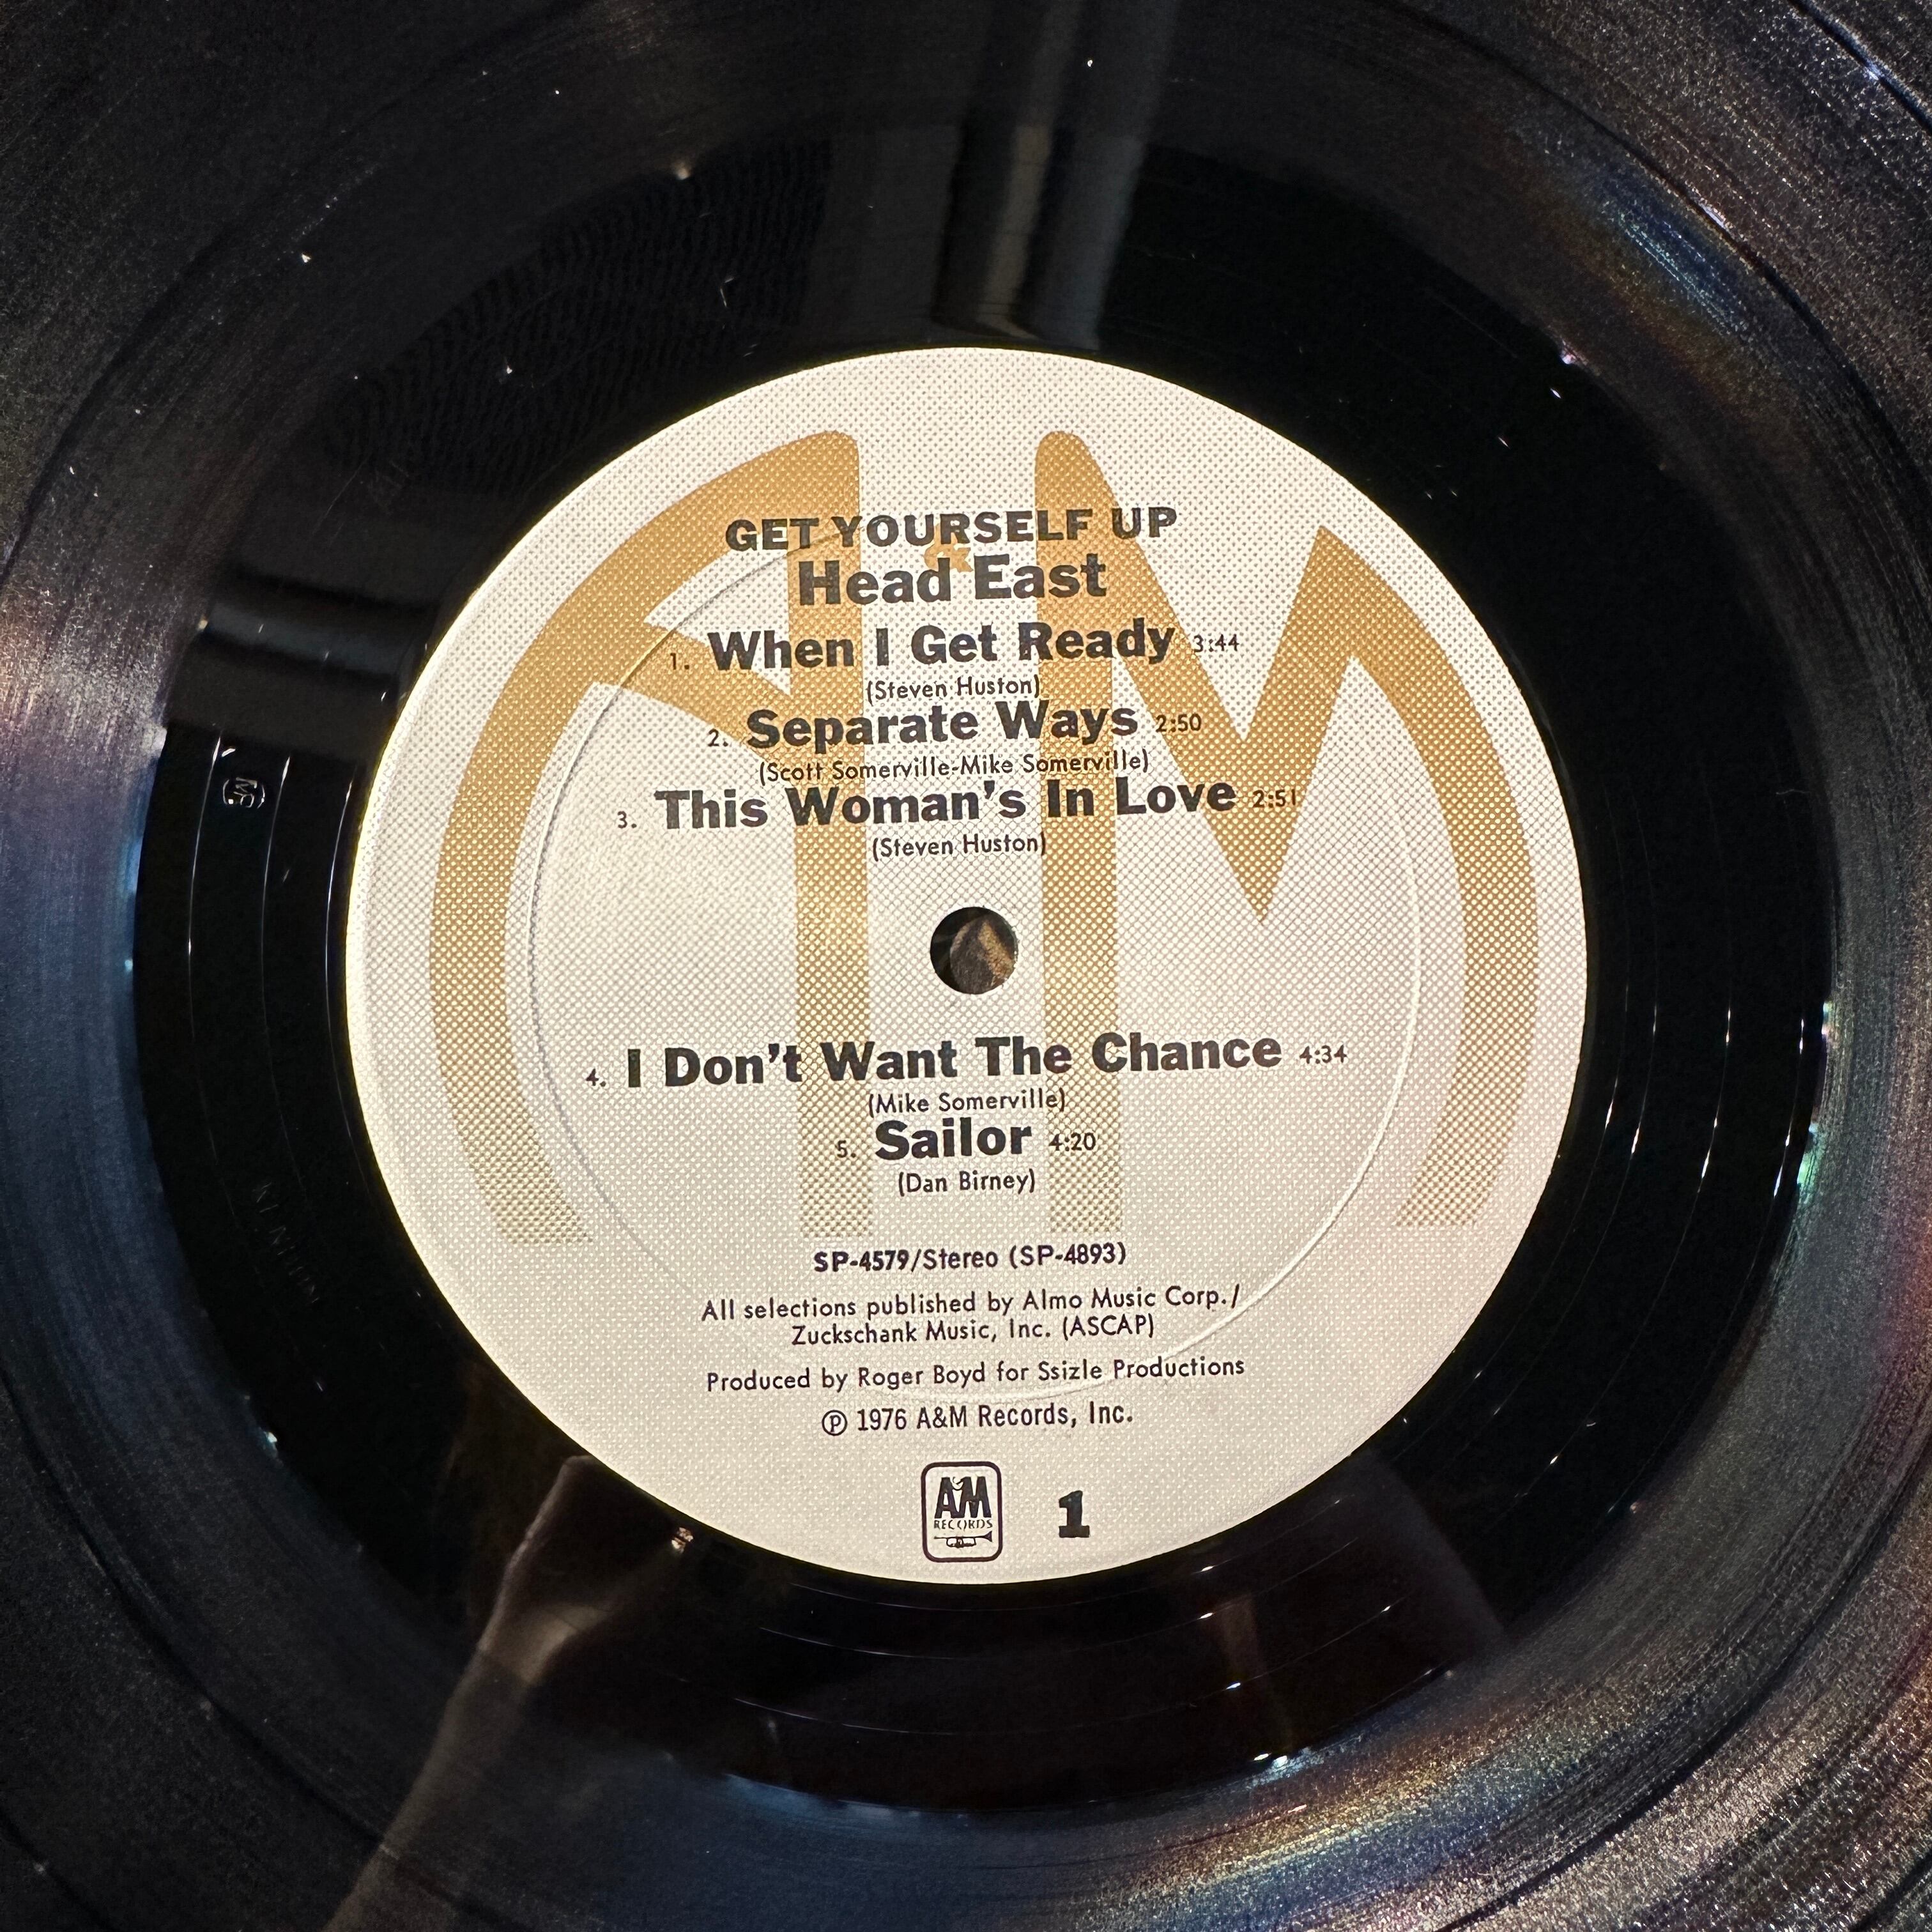 GET YOURSELF UP
Head East
1. When I Get Ready 3:44
(Steven Huston)
2. Separate Ways 2:50
(Scott Somerville-Mike Somerville)
3. This Woman's In Love 2:51
(Steven Huston)
4. I Don't Want The Chance 4:34
(Mike Somerville)
5. Sailor 4:20
(Dan Birney)
SP-4579/Stereo (SP-4893)
All selections published by Almo Music Corp./
Zuckschank Music, Inc. (ASCAP)
Produced by Roger Boyd for Ssizle Productions
℗ 1976 A&M Records, Inc.
A&M
RECORDS
1